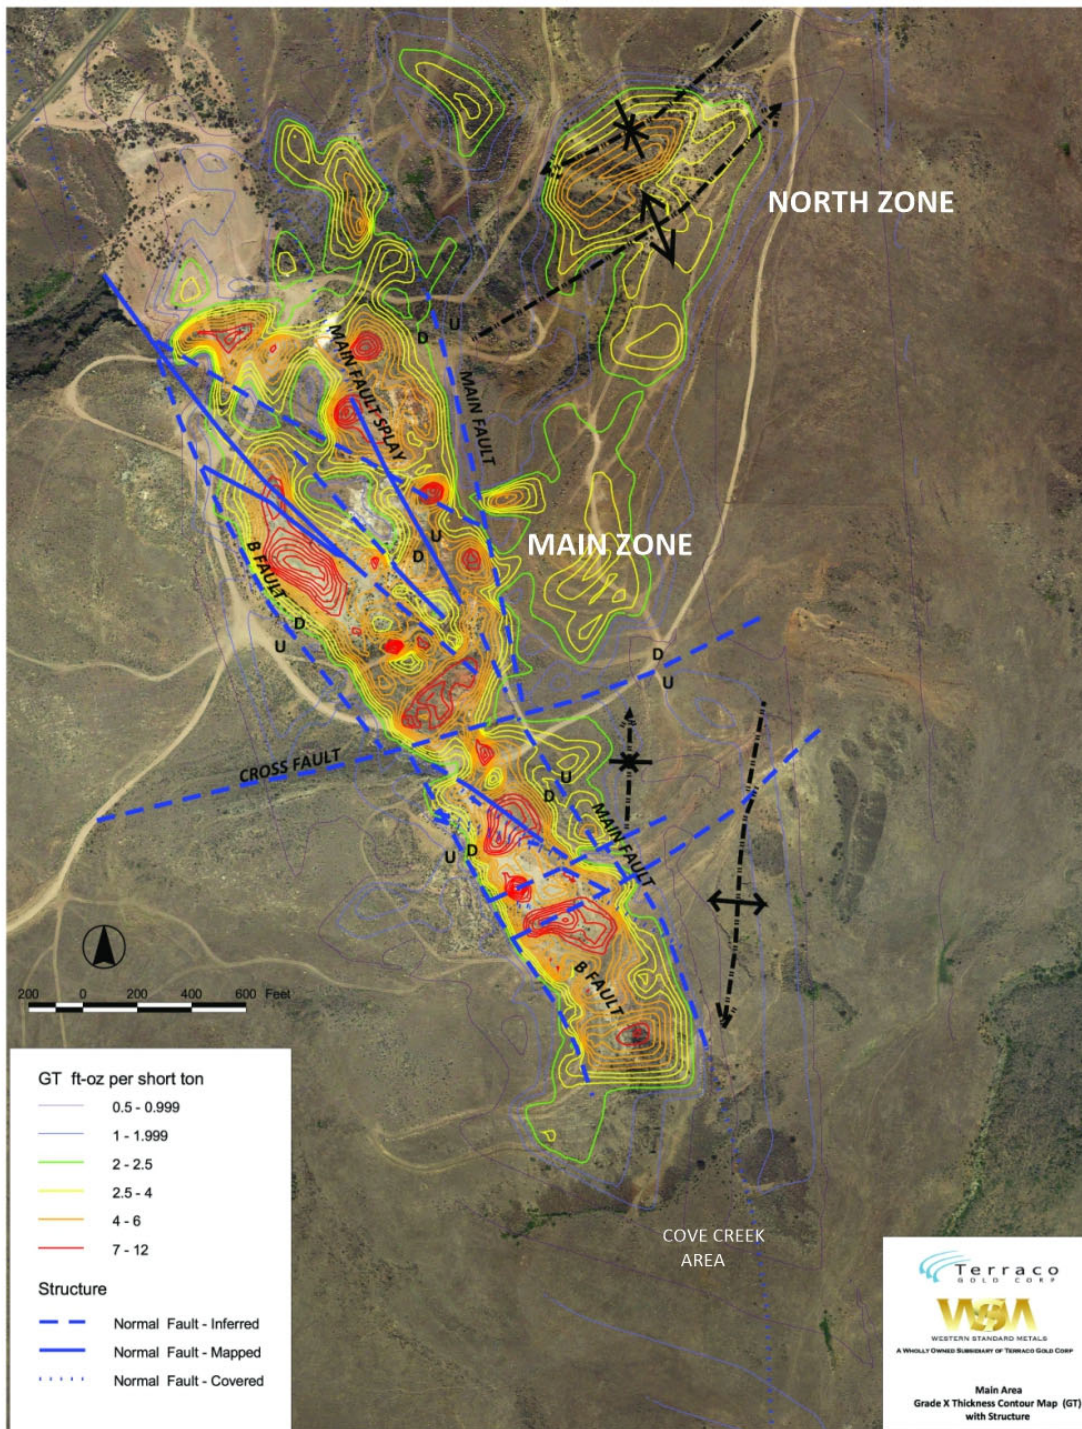 NORTH ZONE
D
U
MAIN FAULT SPLAY
MAIN FAULT
MAIN ZONE
U
D
B FAULT
D
U
D
U
CROSS FAULT
U
D
MAIN FAULT
U
D
B FAULT
200 0 200 400 600 Feet
GT ft-oz per short ton
0.5 - 0.999
1 - 1.999
2 - 2.5
2.5 - 4
4 - 6
7 - 12
Structure
Normal Fault - Inferred
Normal Fault - Mapped
Normal Fault - Covered
COVE CREEK
AREA
Terraco
GOLD CORP
WSM
WESTERN STANDARD METALS
A WHOLLY OWNED SUBSIDIARY OF TERRACO GOLD CORP
Main Area
Grade X Thickness Contour Map (GT)
with Structure